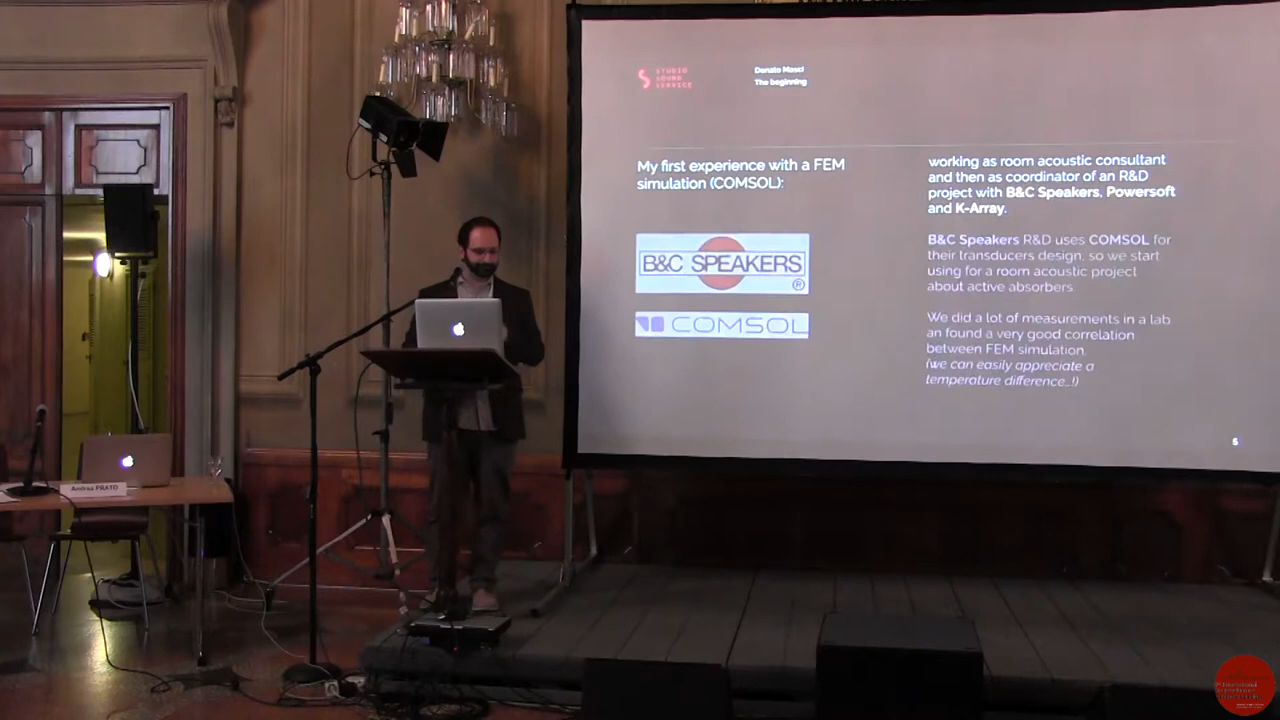 STUDIO
SOUND
SERVICE
Donato Masci
The beginning
My first experience with a FEM
simulation (COMSOL):
B&C SPEAKERS
®
COMSOL
working as room acoustic consultant
and then as coordinator of an R&D
project with B&C Speakers, Powersoft
and K-Array.
B&C Speakers R&D uses COMSOL for
their transducers design, so we start
using for a room acoustic project
about active absorbers.
We did a lot of measurements in a lab
an found a very good correlation
between FEM simulation.
(we can easily appreciate a
temperature difference...!)
5
Andrea PRATO